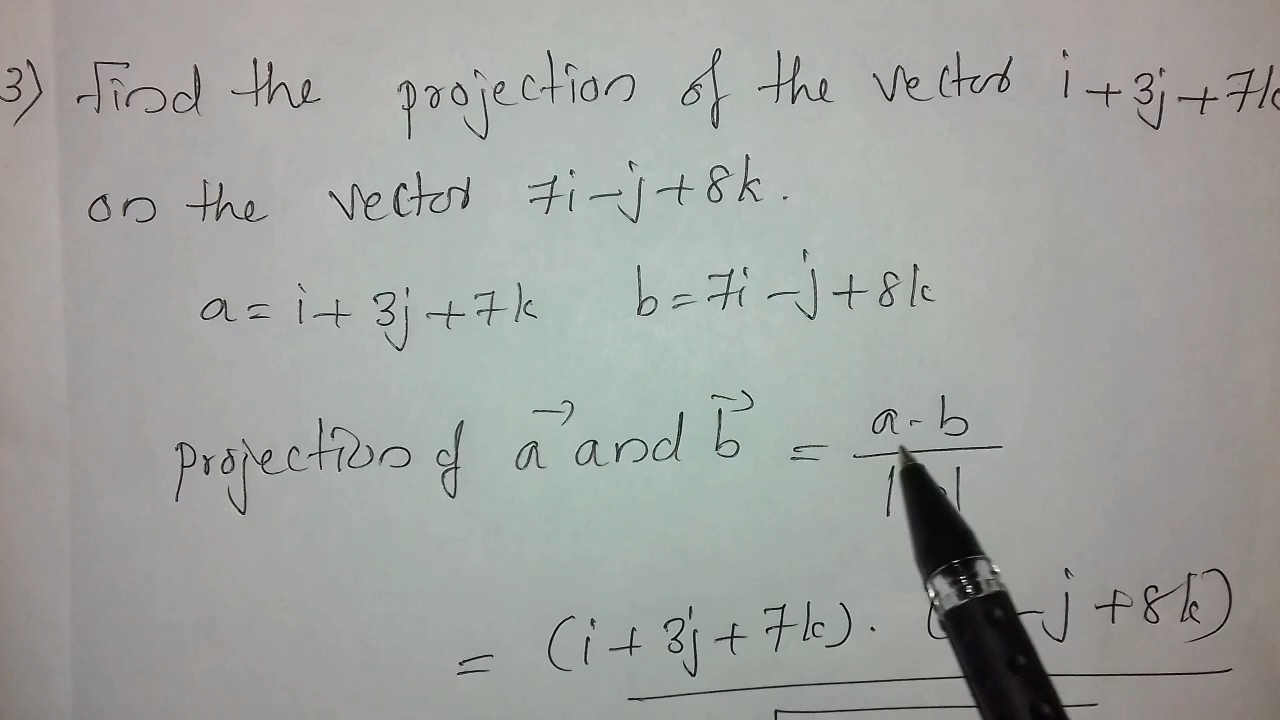 3) Find the projection of the vector i + 3j + 7k
on the vector 7i - j + 8k.
a = i + 3j + 7k b = 7i - j + 8k
projection of a→ and b→ = a · b / | |
= (i + 3j + 7k) · ( - j + 8k)